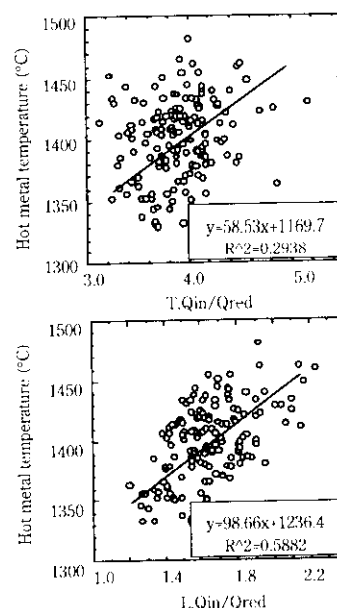 1500
1450
1400
1350
1300
Hot metal temperature (°C)
y=58.53x+1169.7
R^2=0.2938
3.0 4.0 5.0
T.Qin/Qred
1500
1450
1400
1350
1300
Hot metal temperature (°C)
y=98.66x+1236.4
R^2=0.5882
1.0 1.4 1.8 2.2
I.Qin/Qred